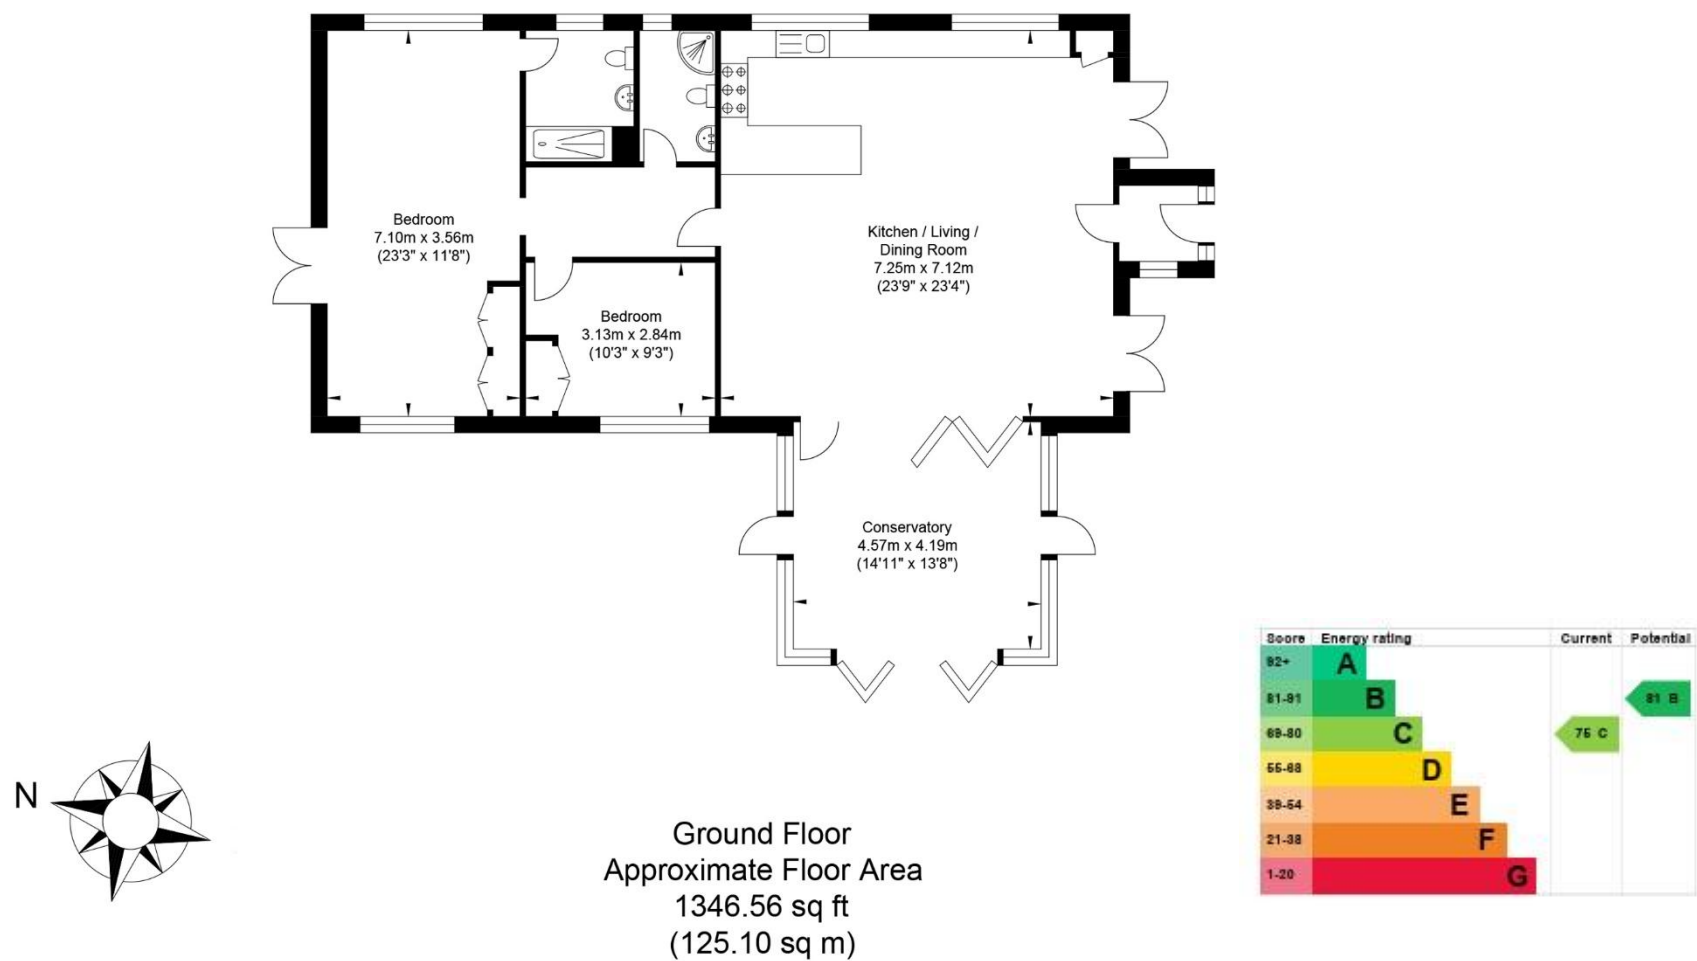 Bedroom
7.10m x 3.56m
(23'3" x 11'8")
Kitchen / Living /
Dining Room
7.25m x 7.12m
(23'9" x 23'4")
Bedroom
3.13m x 2.84m
(10'3" x 9'3")
Conservatory
4.57m x 4.19m
(14'11" x 13'8")
Score Energy rating Current Potential
92+ A
81-91 B 81 B
69-80 C 75 C
55-68 D
39-54 E
21-38 F
1-20 G
N
Ground Floor
Approximate Floor Area
1346.56 sq ft
(125.10 sq m)